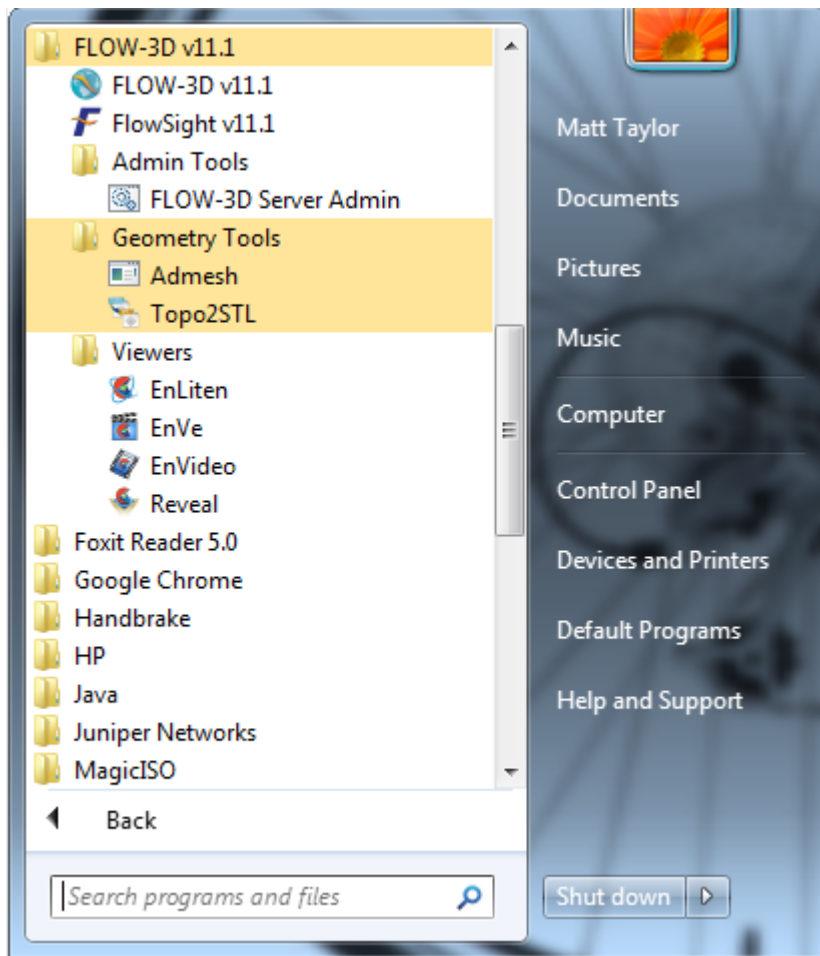 FLOW-3D v11.1
FLOW-3D v11.1
FlowSight v11.1
Admin Tools
FLOW-3D Server Admin
Geometry Tools
Admesh
Topo2STL
Viewers
EnLiten
EnVe
EnVideo
Reveal
Foxit Reader 5.0
Google Chrome
Handbrake
HP
Java
Juniper Networks
MagicISO
Back
Search programs and files
Matt Taylor
Documents
Pictures
Music
Computer
Control Panel
Devices and Printers
Default Programs
Help and Support
Shut down